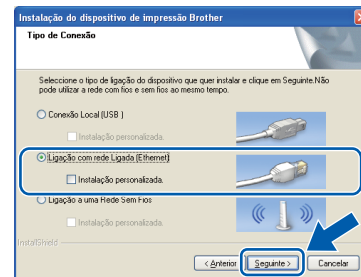 Instalação do dispositivo de impressão Brother
Tipo de Conexão
Seleccione o tipo de ligação do dispositivo que quer instalar e clique em Seguinte.Não
pode utilizar a rede com fios e sem fios ao mesmo tempo.
Conexão Local (USB )
Instalação personalizada.
Ligação com rede Ligada (Ethernet)
Instalação personalizada.
Ligação a uma Rede Sem Fios
Instalação personalizada.
InstallShield
< Anterior
Seguinte >
Cancelar